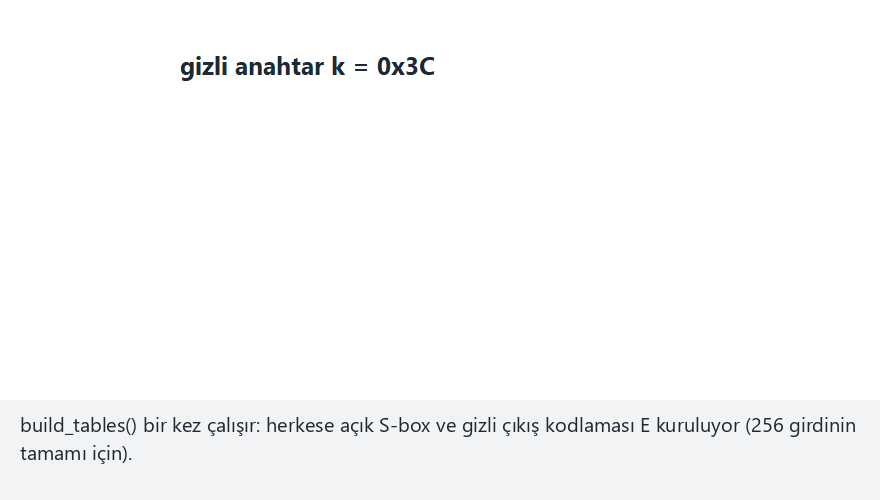 gizli anahtar k = 0x3C
build_tables() bir kez çalışır: herkese açık S-box ve gizli çıkış kodlaması E kuruluyor (256 girdinin
tamamı için).